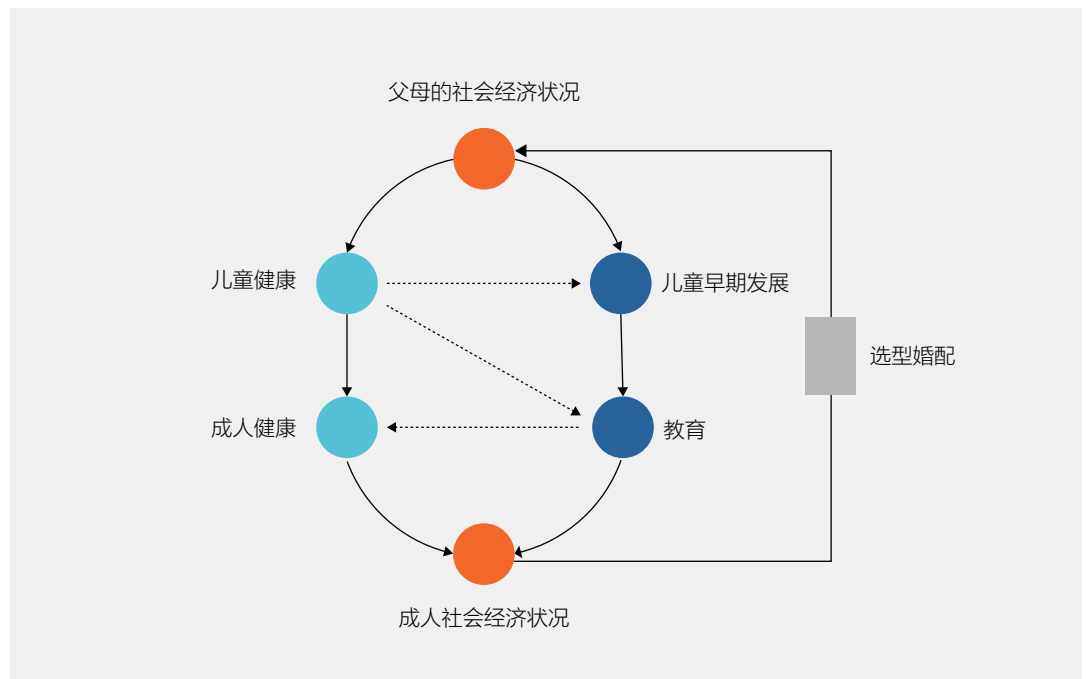 父母的社会经济状况
儿童健康
儿童早期发展
选型婚配
成人健康
教育
成人社会经济状况